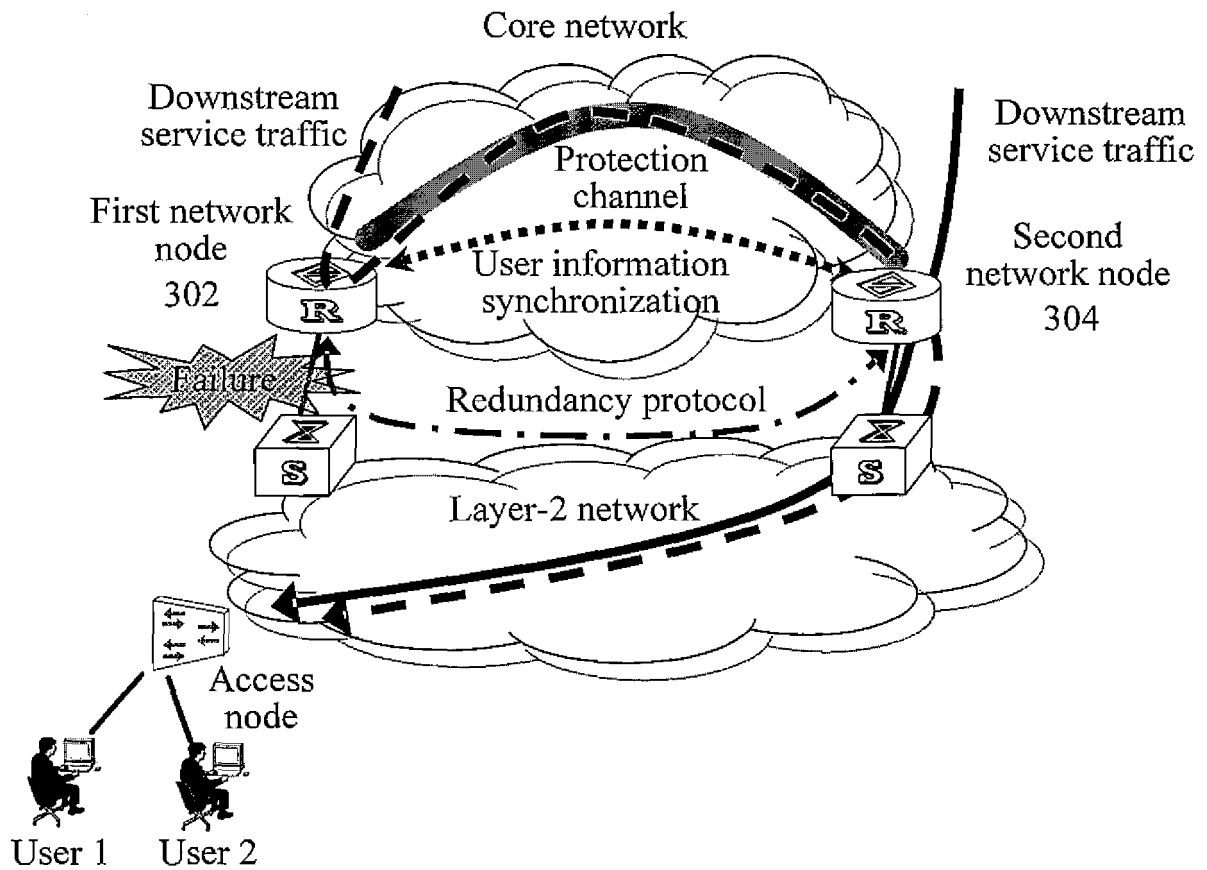 Core network
Downstream
service traffic
Downstream
service traffic
Protection
channel
First network
node
302
Second
network node
304
User information
synchronization
R
R
Failure
Redundancy protocol
S
S
Layer-2 network
Access
node
User 1
User 2